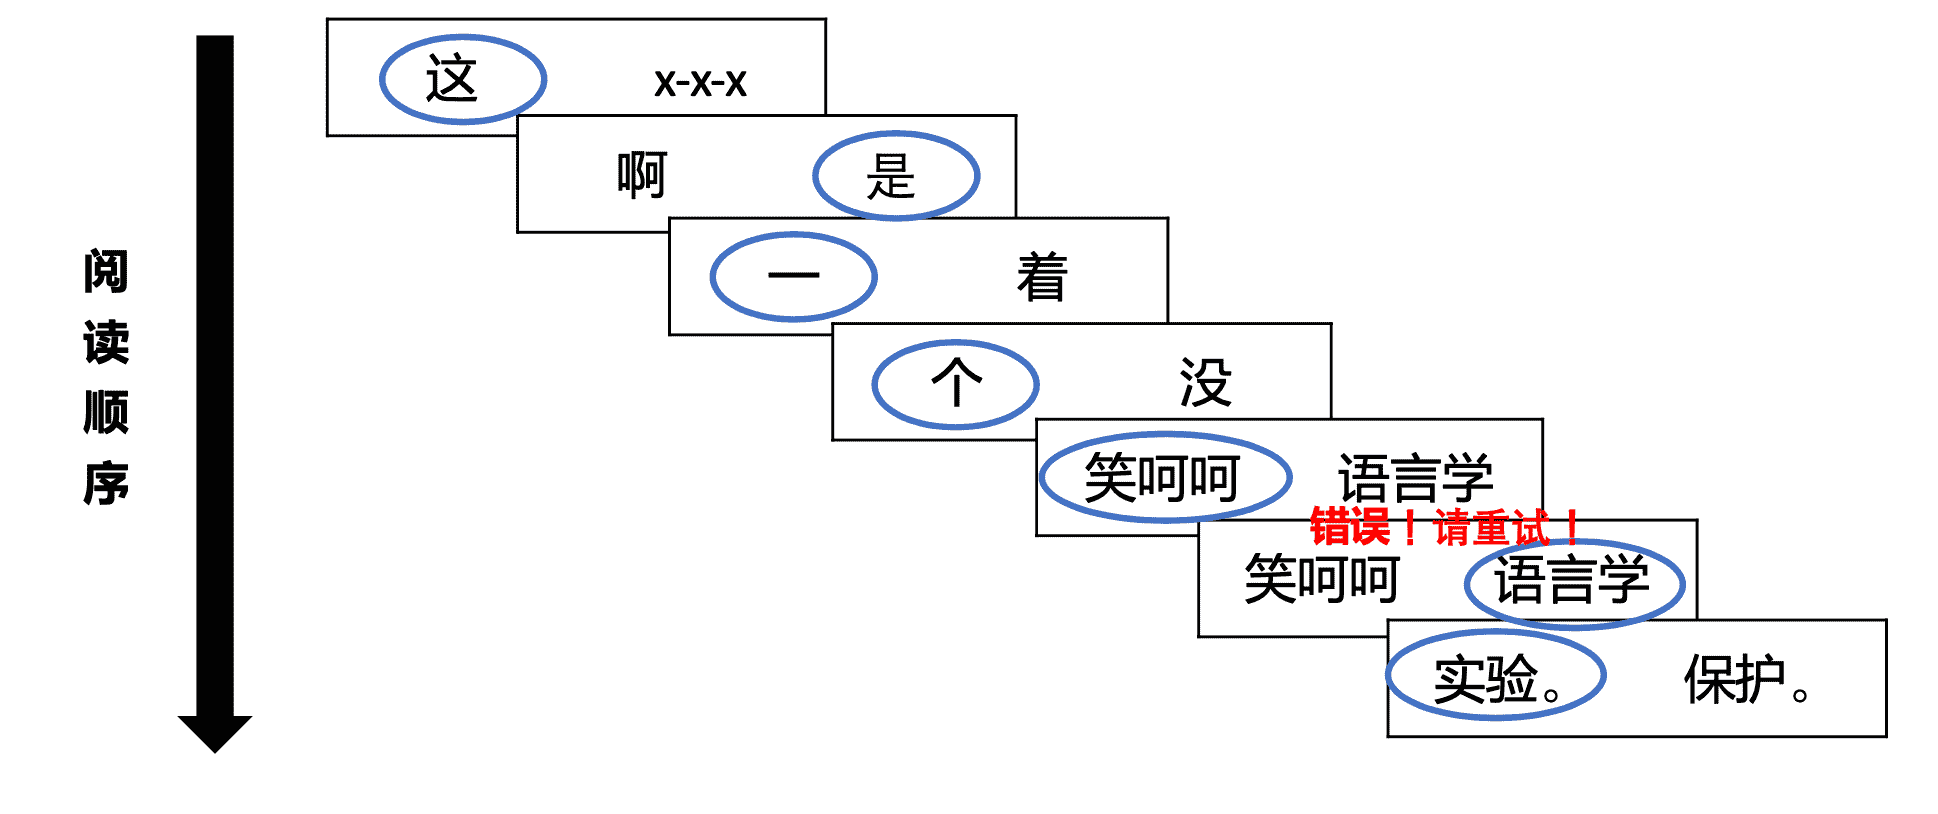 阅读顺序
这 x-x-x
啊 是
一 着
个 没
笑呵呵 语言学
错误！请重试！
笑呵呵 语言学
实验。 保护。